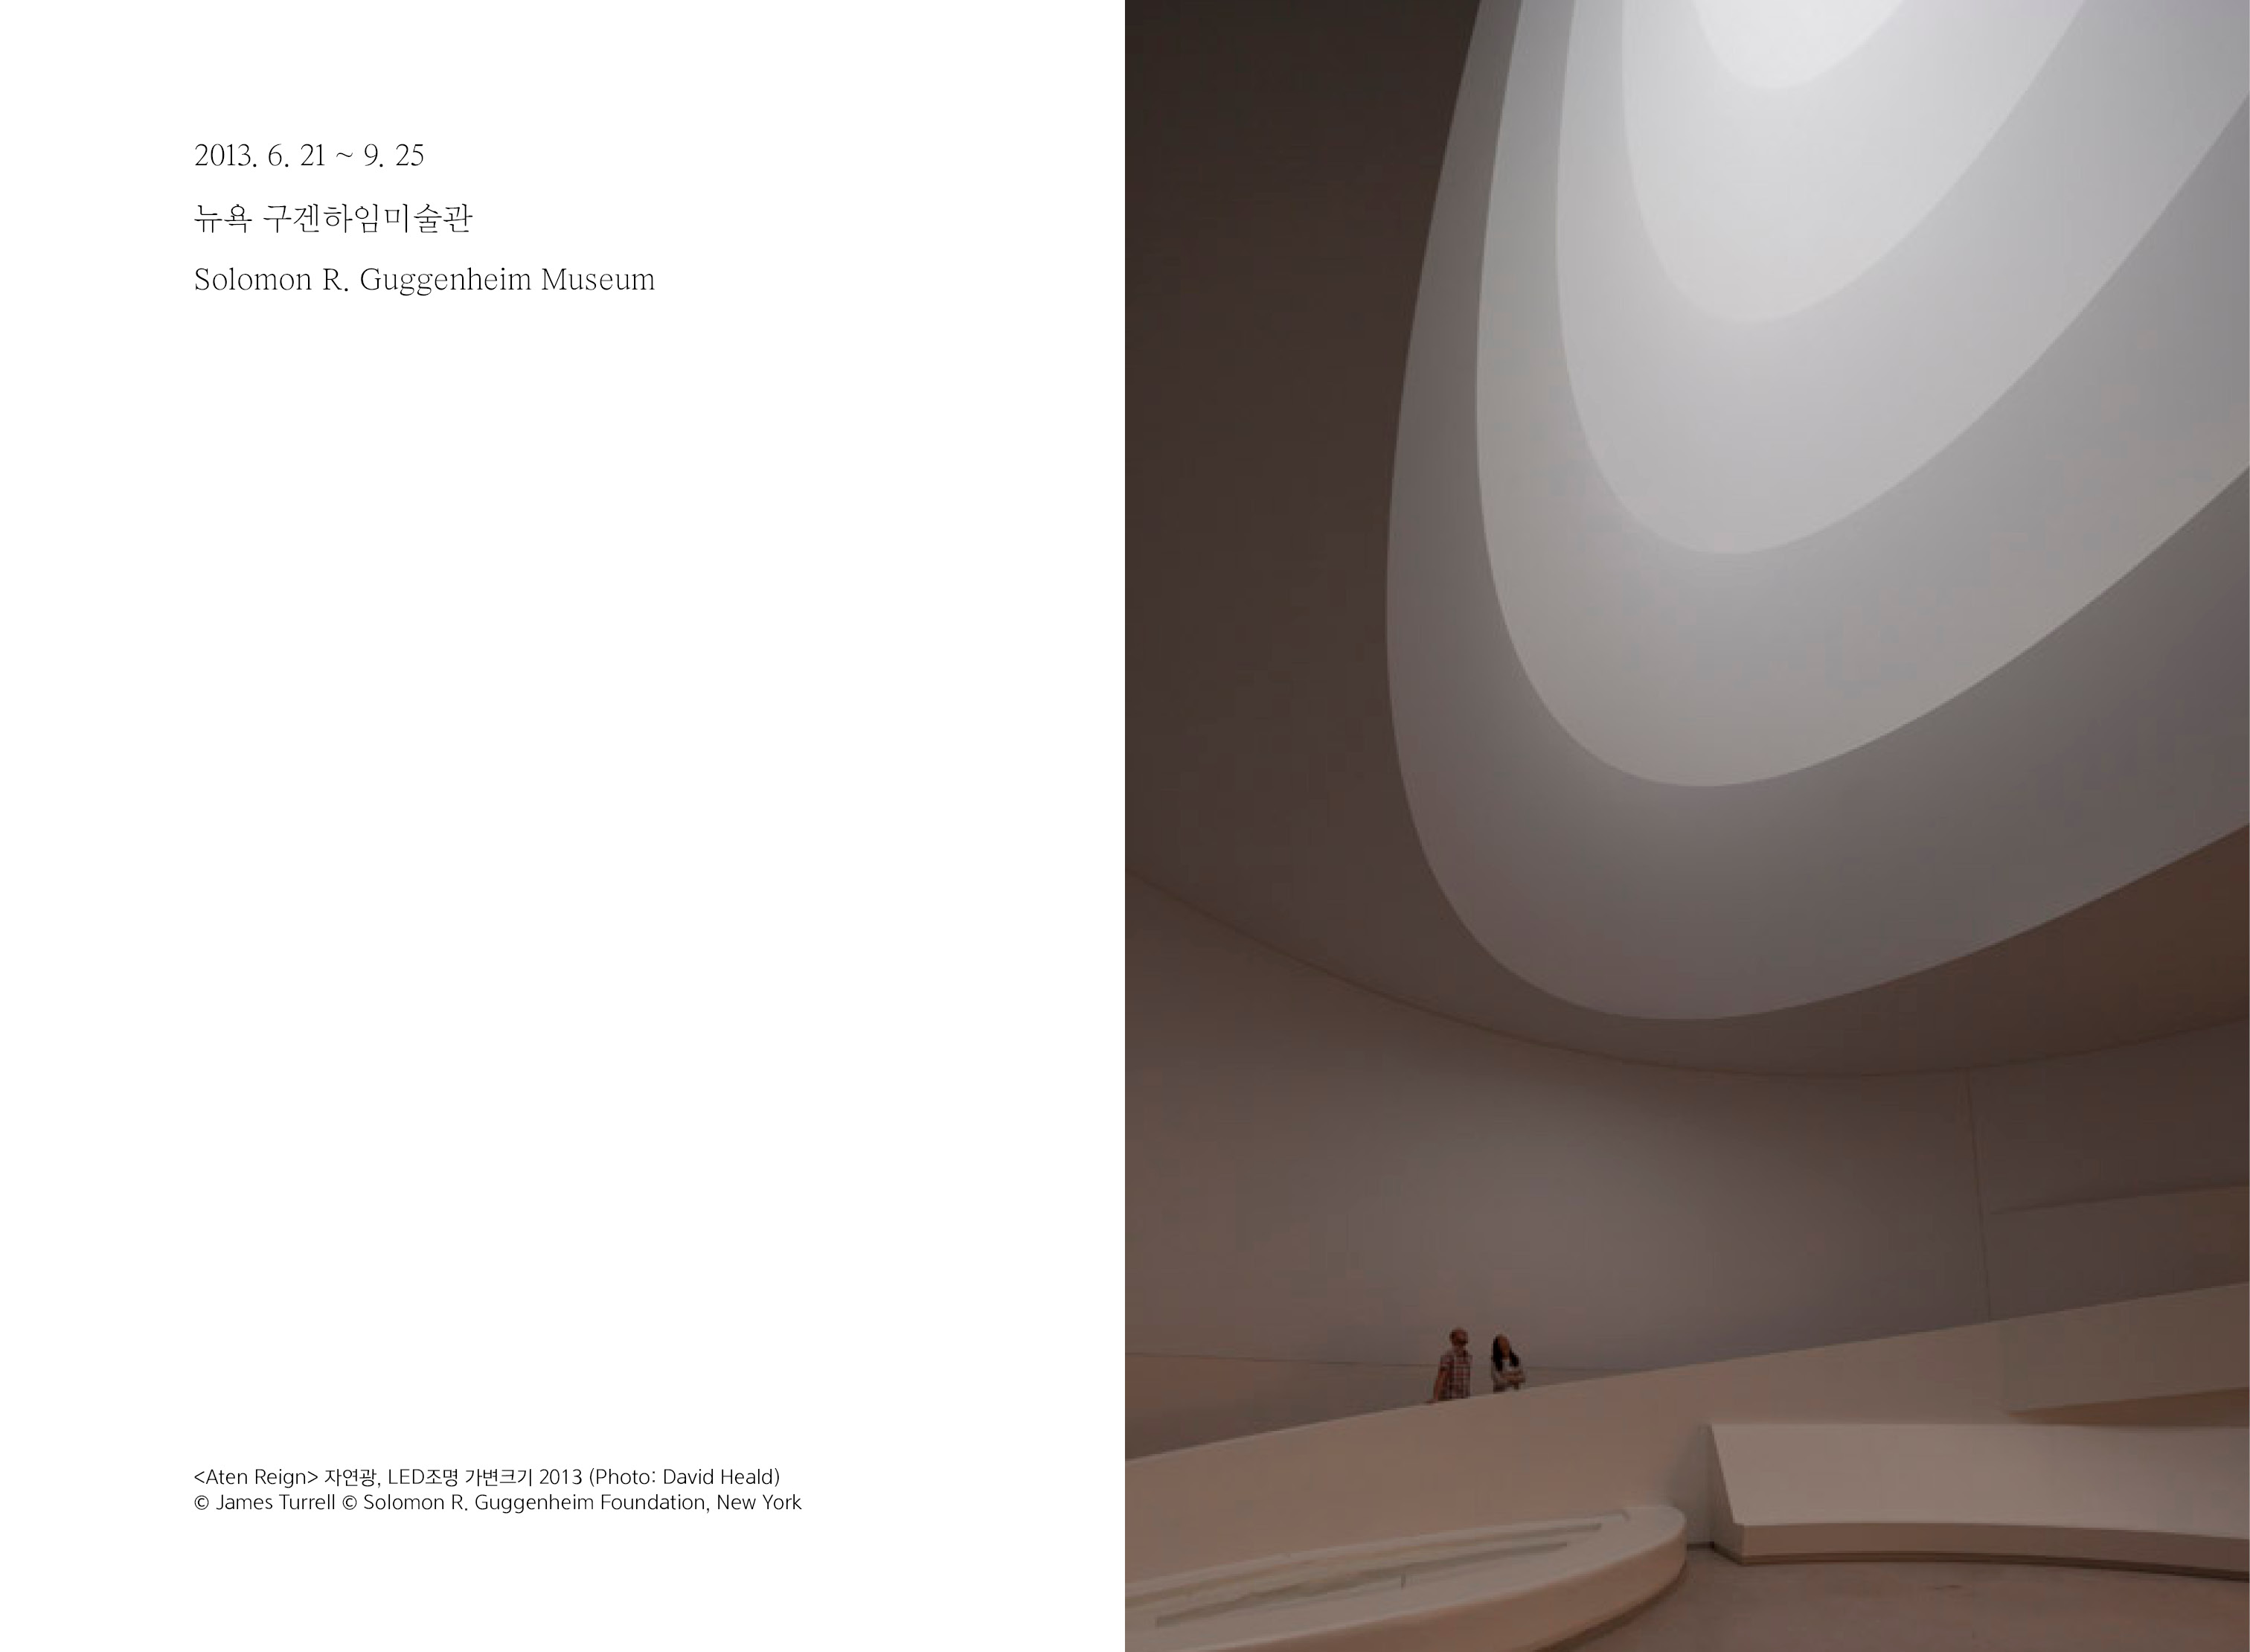 2013. 6. 21 ~ 9. 25
뉴욕 구겐하임미술관
Solomon R. Guggenheim Museum
<Aten Reign> 자연광, LED조명 가변크기 2013 (Photo: David Heald)
© James Turrell © Solomon R. Guggenheim Foundation, New York